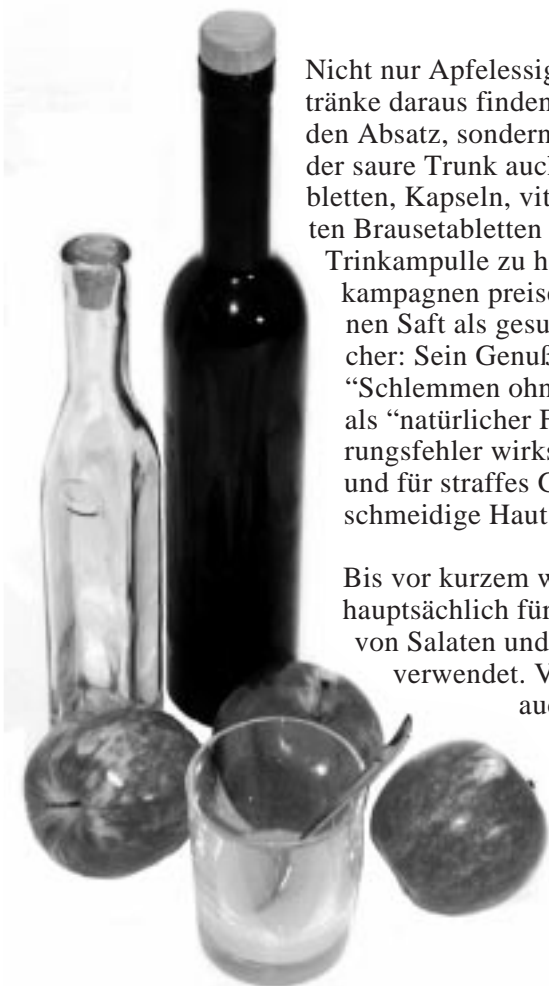 Nicht nur Apfelessig
tränke daraus finden
den Absatz, sondern
der saure Trunk auch
bletten, Kapseln, vit
ten Brausetabletten
Trinkampulle zu h
kampagnen preise
nen Saft als gesu
cher: Sein Genuß
“Schlemmen ohn
als “natürlicher F
rungsfehler wirks
und für straffes G
schmeidige Haut
Bis vor kurzem w
hauptsächlich für
von Salaten und
verwendet. V
auc